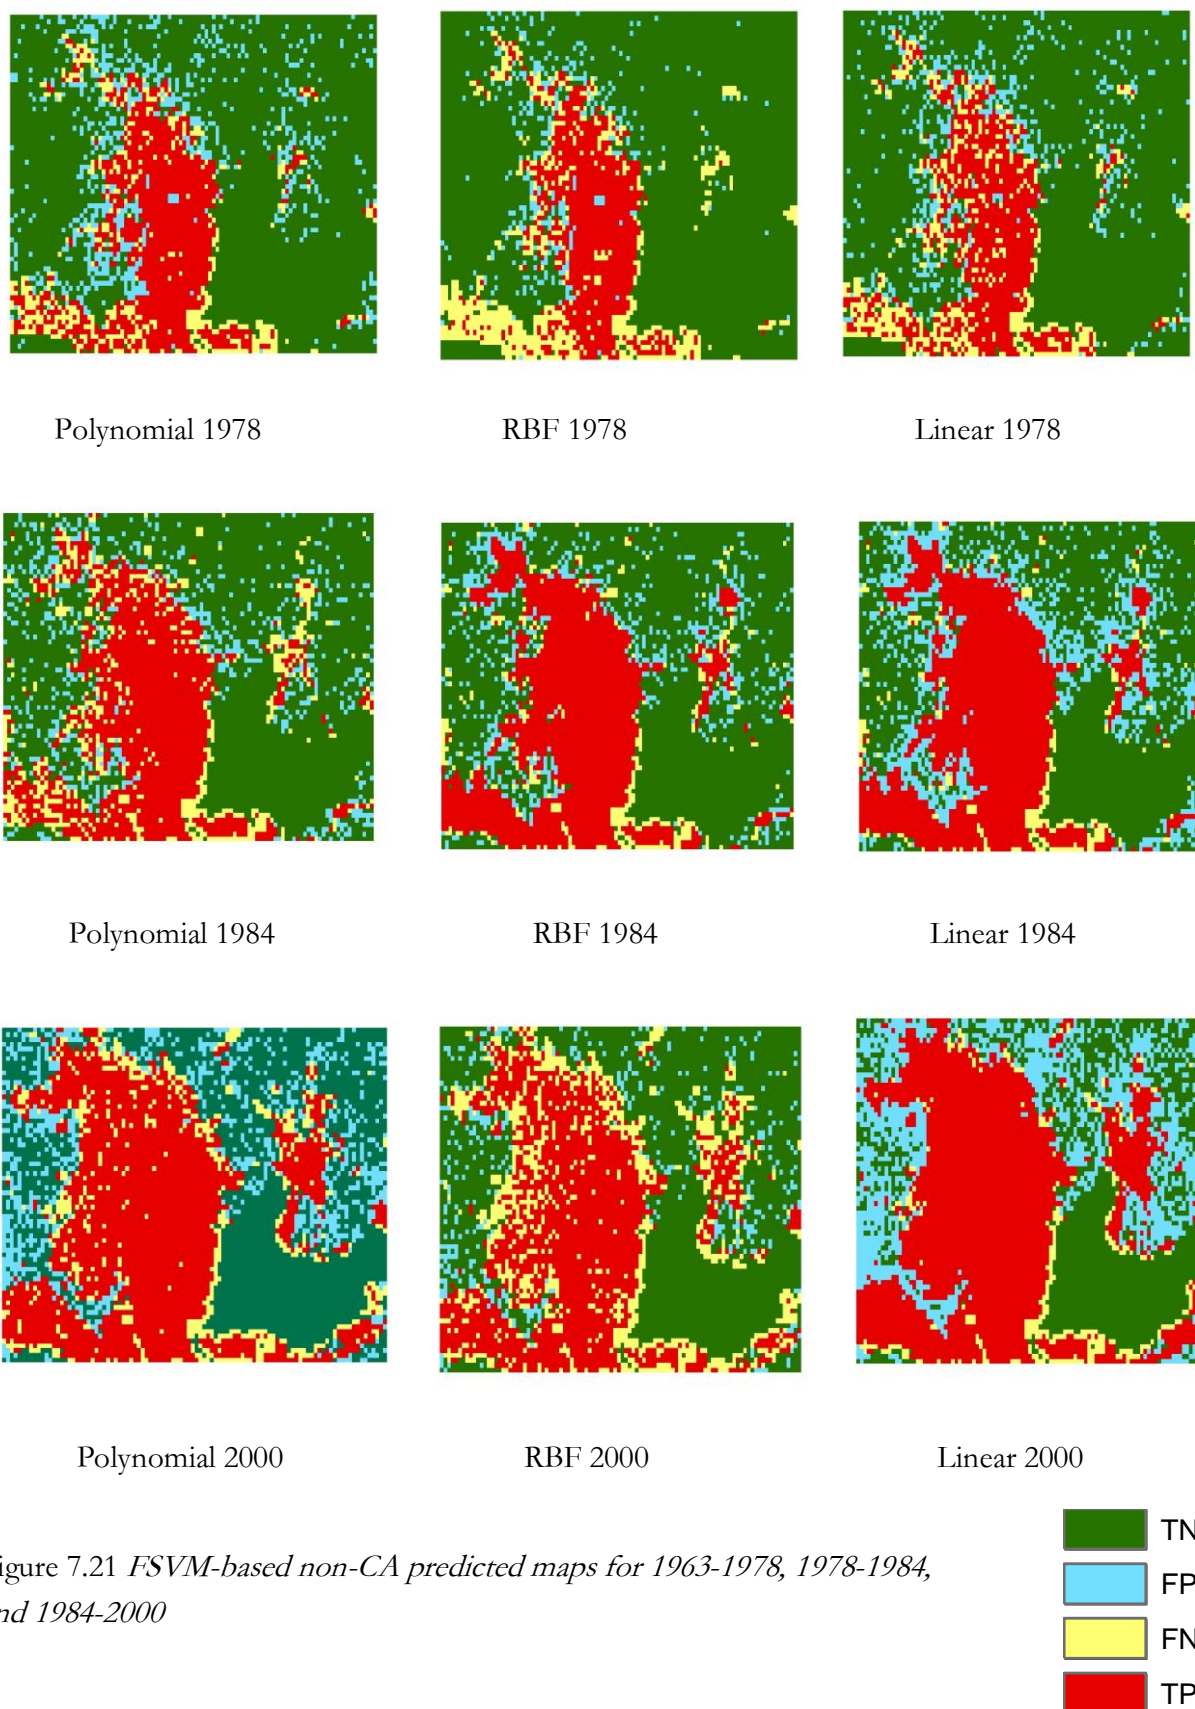 Polynomial 1978 RBF 1978 Linear 1978
Polynomial 1984 RBF 1984 Linear 1984
Polynomial 2000 RBF 2000 Linear 2000
igure 7.21 FSVM-based non-CA predicted maps for 1963-1978, 1978-1984,
nd 1984-2000
TN
FP
FN
TP